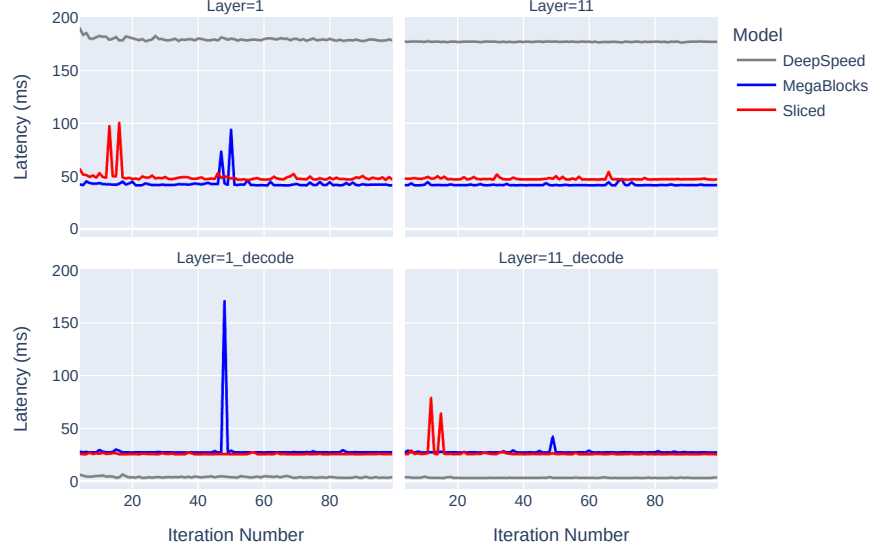 Layer=1
Layer=11
Model
DeepSpeed
MegaBlocks
Sliced
Latency (ms)
200
150
100
50
0
Layer=1_decode
Layer=11_decode
Latency (ms)
200
150
100
50
0
20
40
60
80
20
40
60
80
Iteration Number
Iteration Number